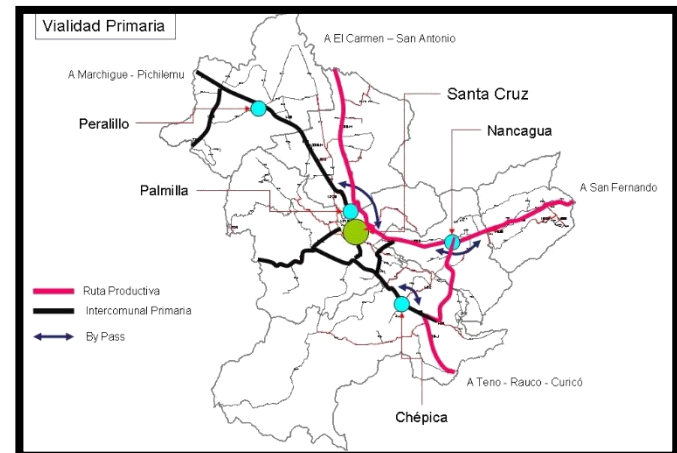 Vialidad Primaria
A El Carmen – San Antonio
A Marchigue - Pichilemu
Santa Cruz
Peralillo
Nancagua
Palmilla
A San Fernando
Ruta Productiva
Intercomunal Primaria
By Pass
A Teno - Rauco - Curicó
Chépica